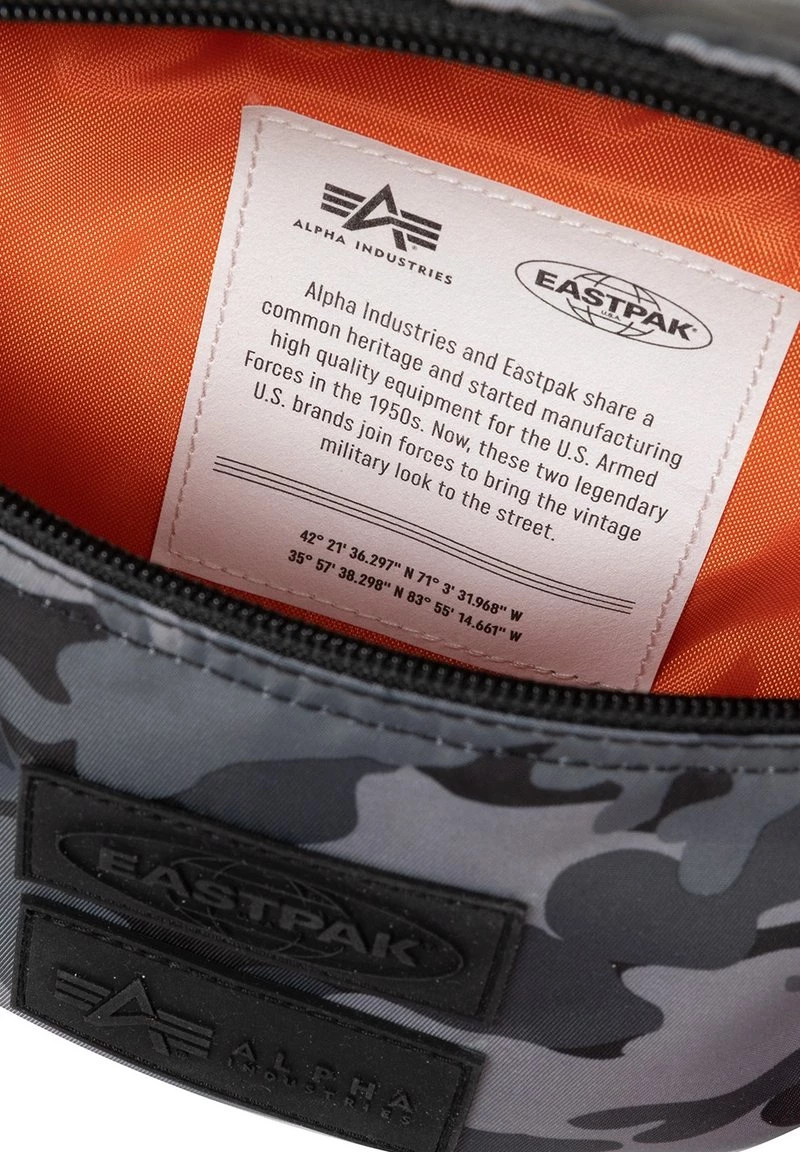 ALPHA INDUSTRIES
EASTPAK
U.S.A.
Alpha Industries and Eastpak share a
common heritage and started manufacturing
high quality equipment for the U.S. Armed
Forces in the 1950s. Now, these two legendary
U.S. brands join forces to bring the vintage
military look to the street.
42° 21' 36.297" N 71° 3' 31.968" W
35° 57' 38.298" N 83° 55' 14.661" W
EASTPAK
ALPHA
INDUSTRIES